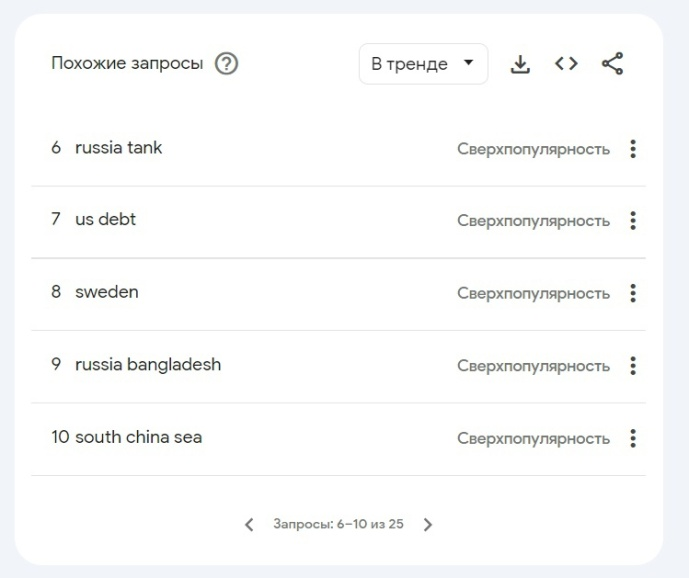 Похожие запросы ? В тренде
6 russia tank Сверхпопулярность
7 us debt Сверхпопулярность
8 sweden Сверхпопулярность
9 russia bangladesh Сверхпопулярность
10 south china sea Сверхпопулярность
Запросы: 6–10 из 25